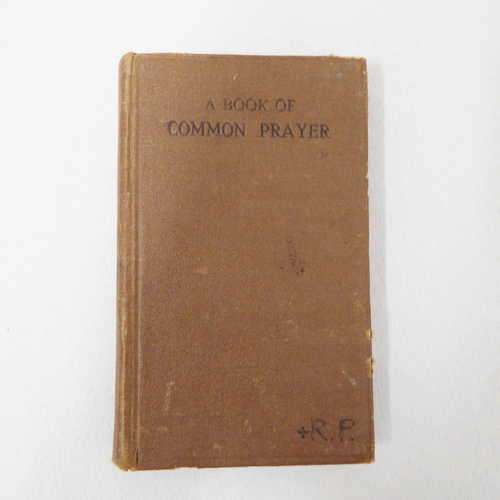 A BOOK OF
COMMON PRAYER
+R.P.